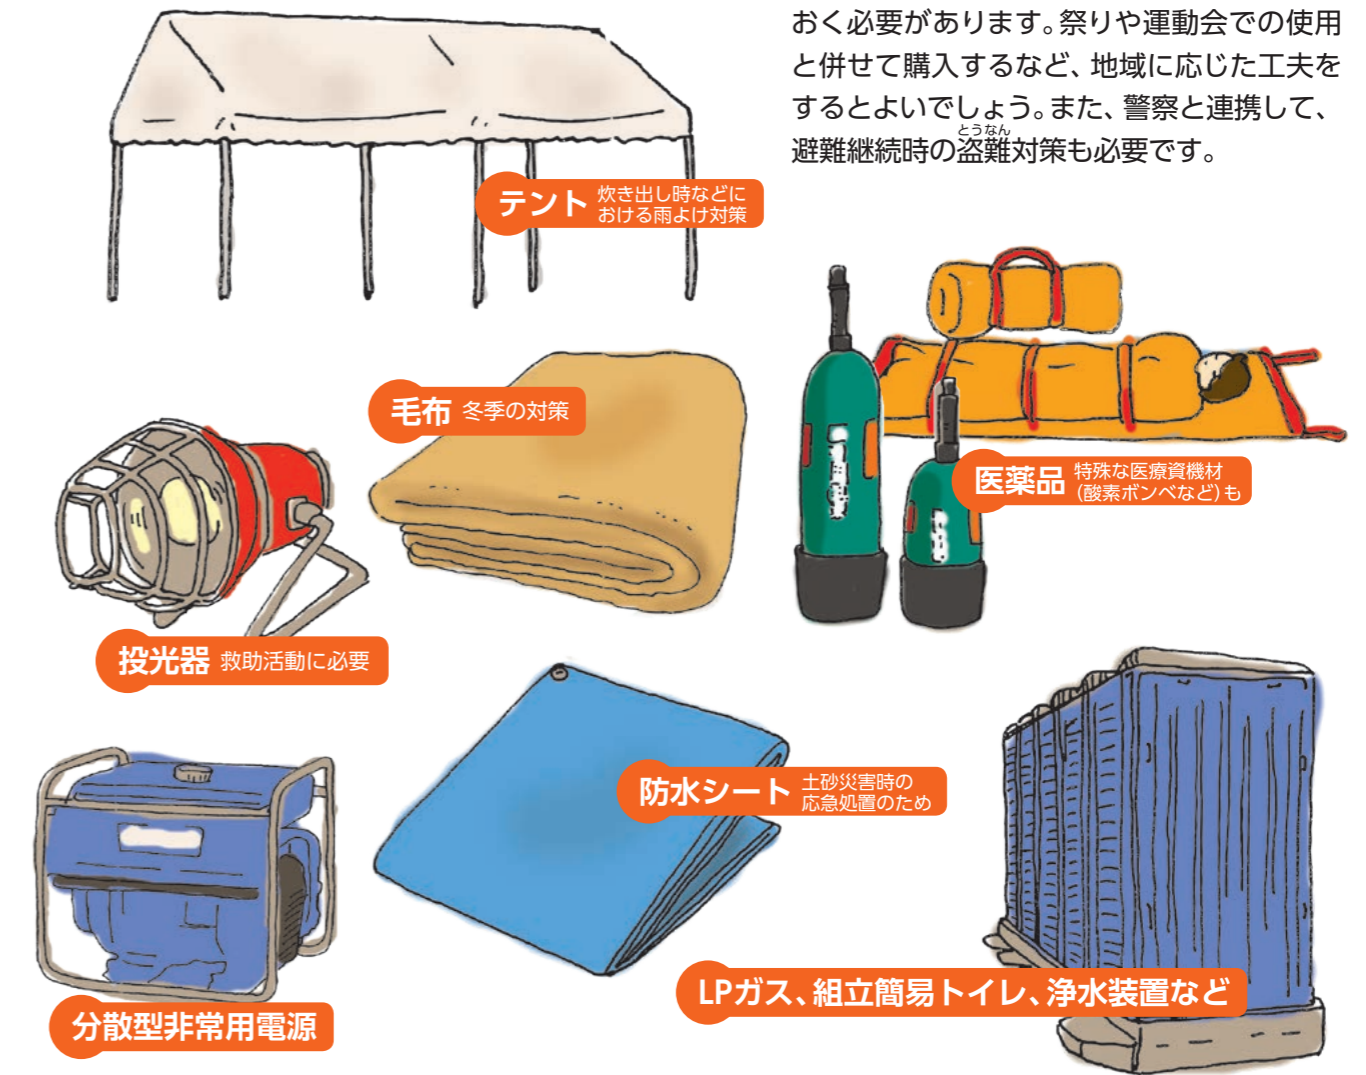 おく必要があります。祭りや運動会での使用
と併せて購入するなど、地域に応じた工夫を
するとよいでしょう。また、警察と連携して、
とうなん
避難継続時の盗難対策も必要です。
テント 炊き出し時などに
おける雨よけ対策
毛布 冬季の対策
医薬品 特殊な医療資機材
(酸素ボンベなど)も
投光器 救助活動に必要
防水シート 土砂災害時の
応急処置のため
LPガス、組立簡易トイレ、浄水装置など
分散型非常用電源